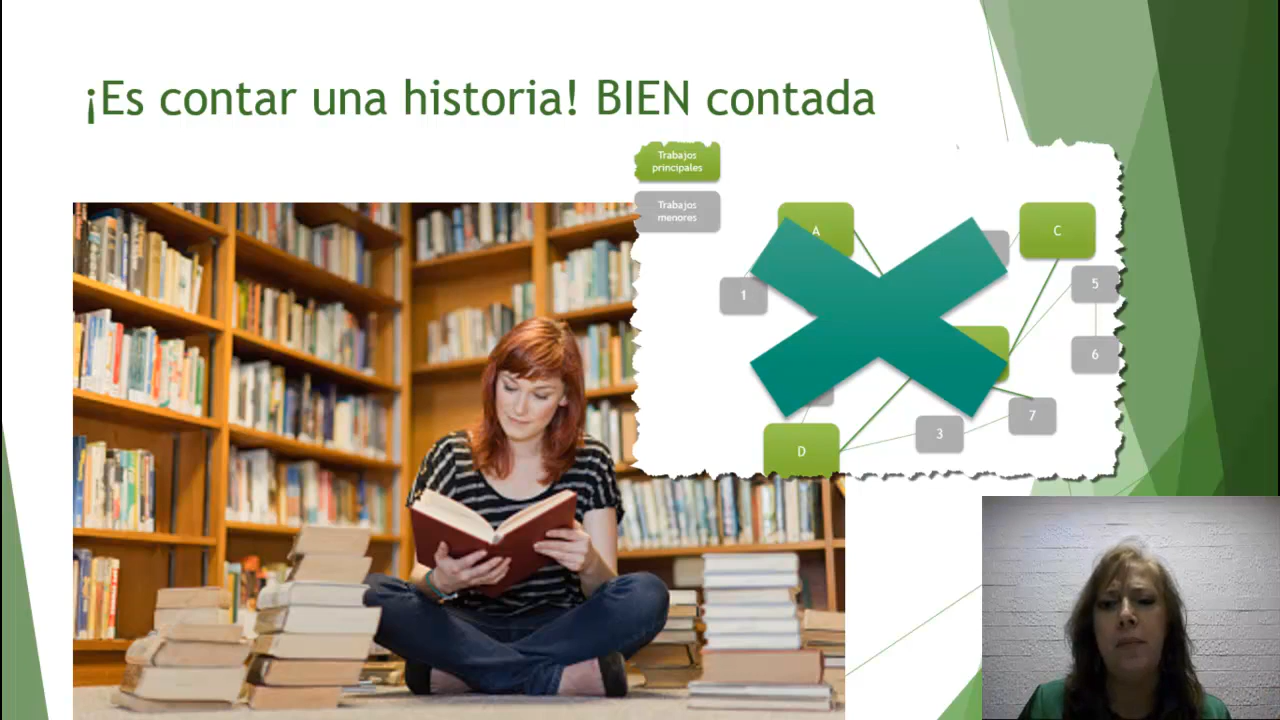 ¡Es contar una historia! BIEN contada
Trabajos
principales
Trabajos
menores
A
C
1
5
6
7
3
D